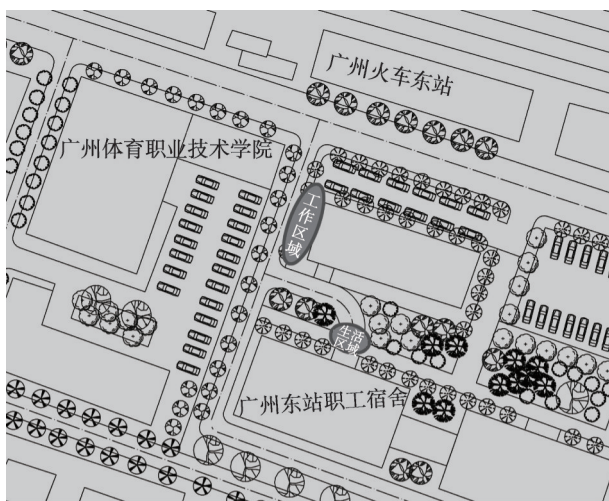 广州火车东站
广州体育职业技术学院
工作区域
生活
区域
广州东站职工宿舍